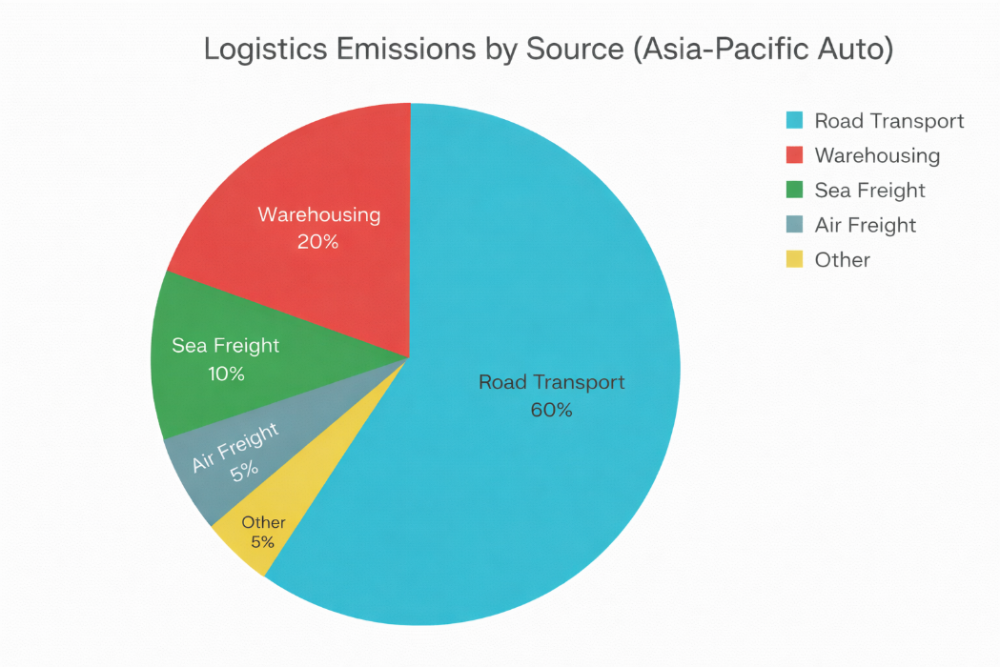 Logistics Emissions by Source (Asia-Pacific Auto)
Road Transport
Warehousing
Sea Freight
Air Freight
Other
Warehousing
20%
Sea Freight
10%
Road Transport
60%
Air Freight
5%
Other
5%